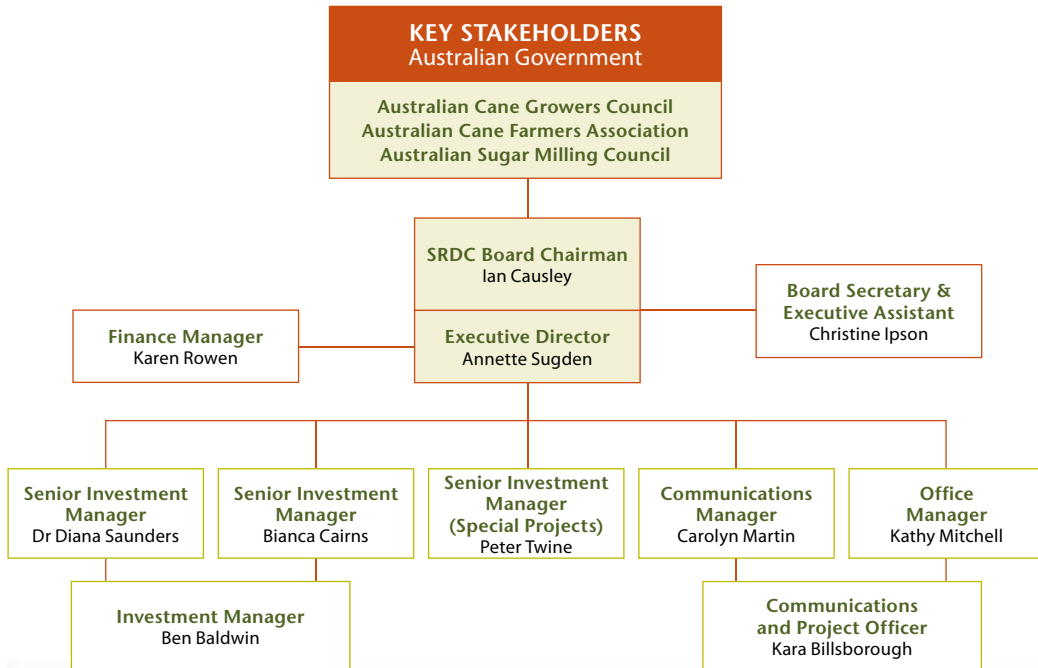 KEY STAKEHOLDERS
Australian Government
Australian Cane Growers Council
Australian Cane Farmers Association
Australian Sugar Milling Council
SRDC Board Chairman
Ian Causley
Board Secretary &
Executive Assistant
Christine Ipson
Finance Manager
Karen Rowen
Executive Director
Annette Sugden
Senior Investment
Manager
Dr Diana Saunders
Senior Investment
Manager
Bianca Cairns
Senior Investment
Manager
(Special Projects)
Peter Twine
Communications
Manager
Carolyn Martin
Office
Manager
Kathy Mitchell
Investment Manager
Ben Baldwin
Communications
and Project Officer
Kara Billsborough